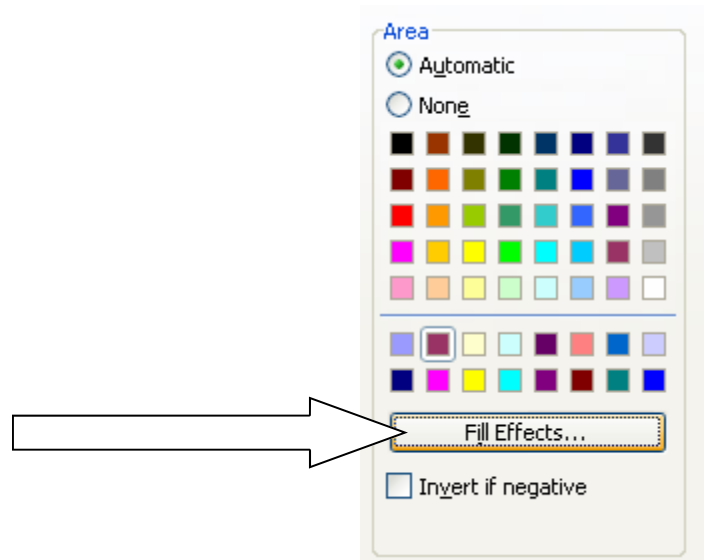 Area
Automatic
None
Fill Effects...
Invert if negative